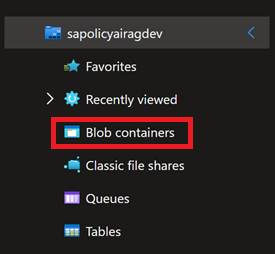 sapolicyairagdev
Favorites
Recently viewed
Blob containers
Classic file shares
Queues
Tables